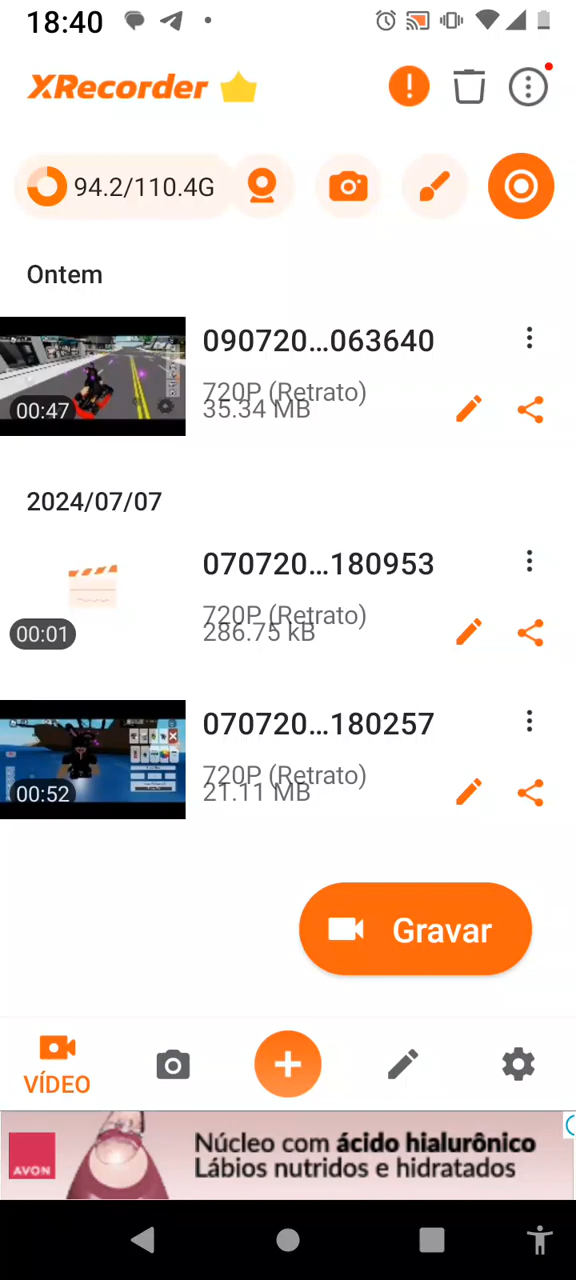 18:40
XRecorder
94.2/110.4G
Ontem
090720...063640
720P (Retrato)
35.34 MB
00:47
2024/07/07
070720...180953
720P (Retrato)
286.75 kB
00:01
070720...180257
720P (Retrato)
21.11 MB
00:52
Gravar
VÍDEO
AVON
Núcleo com ácido hialurônico
Lábios nutridos e hidratados